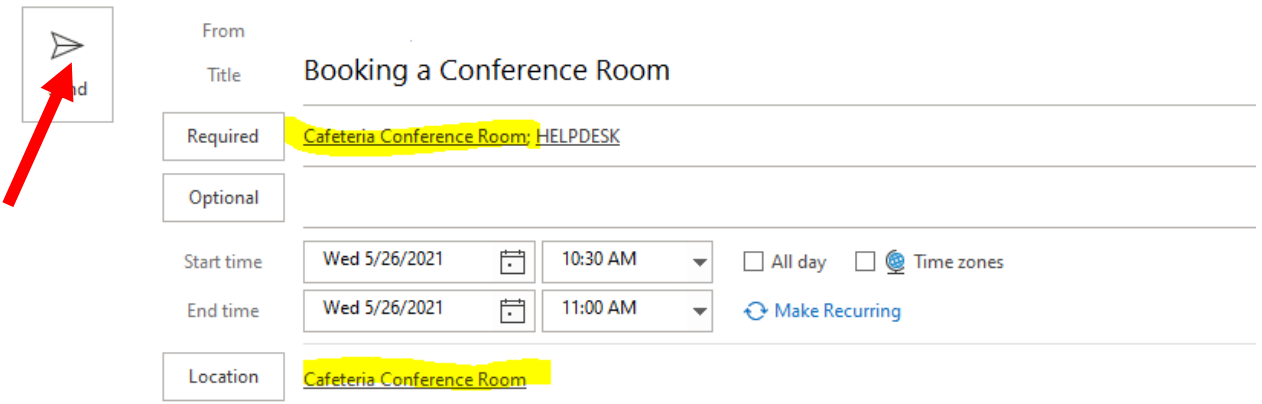 From
Title Booking a Conference Room
Required Cafeteria Conference Room; HELPDESK
Optional
Start time Wed 5/26/2021 10:30 AM All day Time zones
End time Wed 5/26/2021 11:00 AM Make Recurring
Location Cafeteria Conference Room